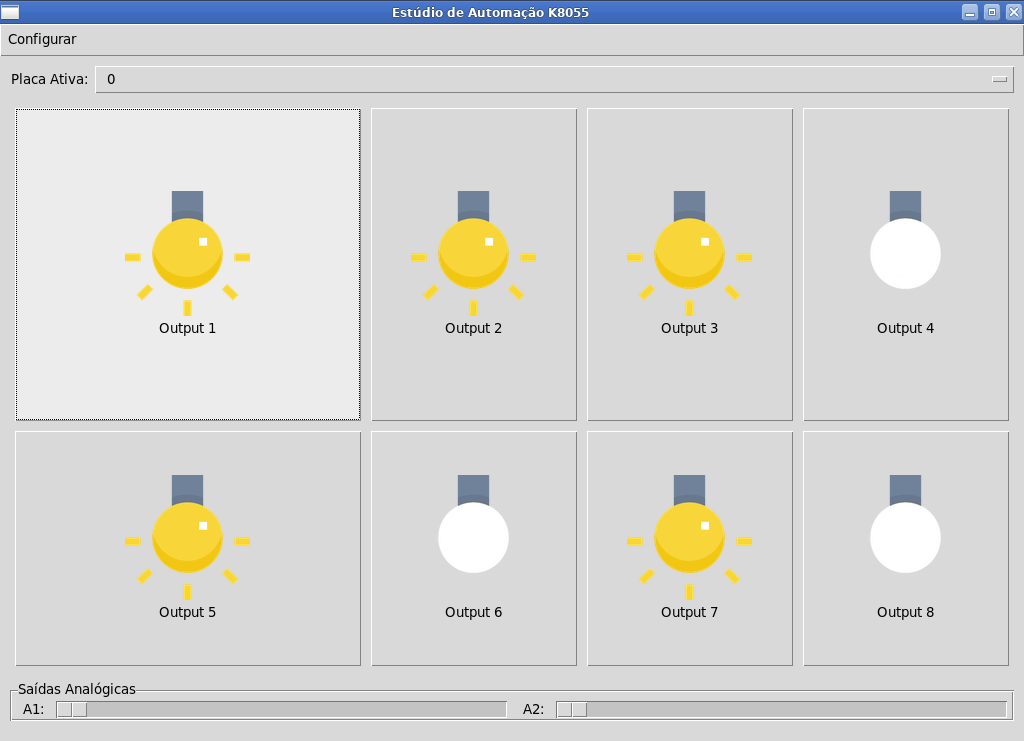 Estúdio de Automação K8055
Configurar
Placa Ativa: 0
Output 1
Output 2
Output 3
Output 4
Output 5
Output 6
Output 7
Output 8
Saídas Analógicas
A1:
A2: